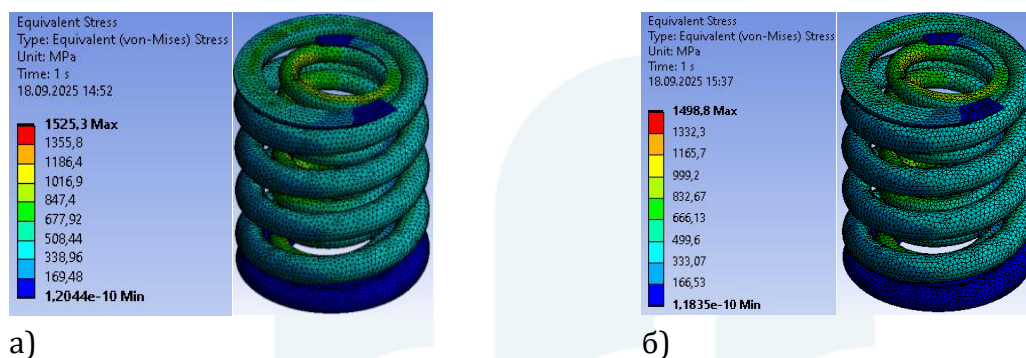 Equivalent Stress
Type: Equivalent (von-Mises) Stress
Unit: MPa
Time: 1 s
18.09.2025 14:52
1525,3 Max
1355,8
1186,4
1016,9
847,4
677,92
508,44
338,96
169,48
1,2044e-10 Min
а)
Equivalent Stress
Type: Equivalent (von-Mises) Stress
Unit: MPa
Time: 1 s
18.09.2025 15:37
1498,8 Max
1332,3
1165,7
999,2
832,67
666,13
499,6
333,07
166,53
1,1835e-10 Min
б)